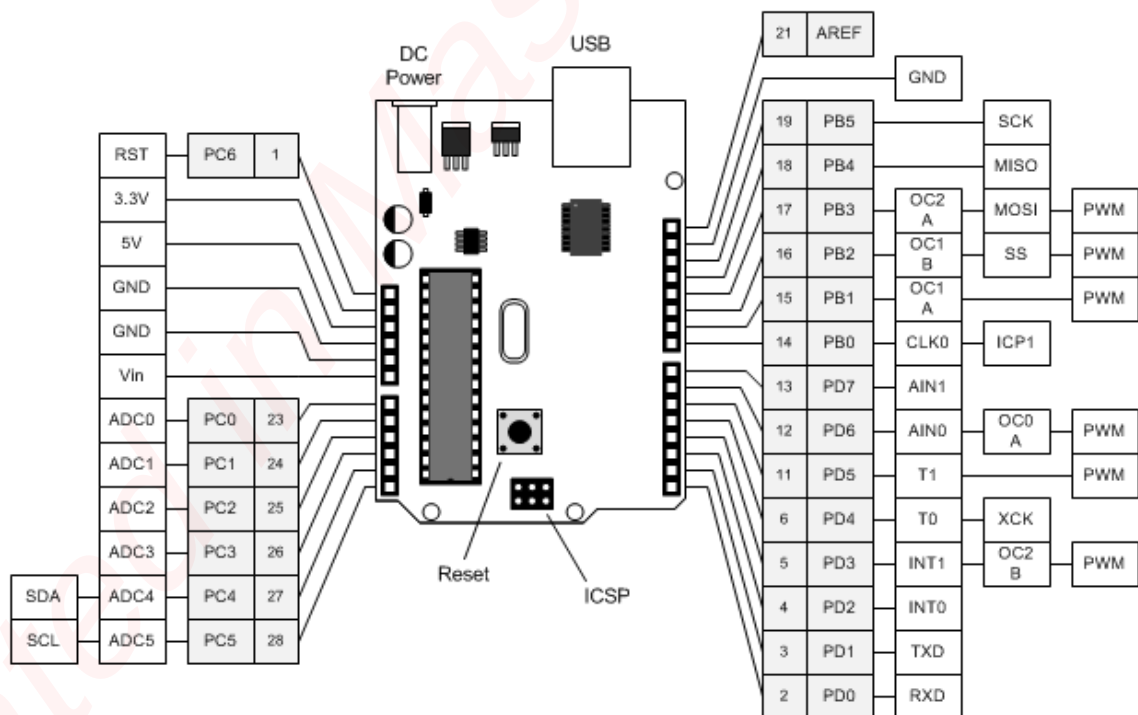 DC
Power
USB
21 AREF
GND
19 PB5 SCK
18 PB4 MISO
17 PB3 OC2
A MOSI PWM
16 PB2 OC1
B SS PWM
15 PB1 OC1
A PWM
14 PB0 CLK0 ICP1
13 PD7 AIN1
12 PD6 AIN0 OC0
A PWM
11 PD5 T1 PWM
6 PD4 T0 XCK
5 PD3 INT1 OC2
B PWM
4 PD2 INT0
3 PD1 TXD
2 PD0 RXD
RST PC6 1
3.3V
5V
GND
GND
Vin
ADC0 PC0 23
ADC1 PC1 24
ADC2 PC2 25
ADC3 PC3 26
SDA ADC4 PC4 27
SCL ADC5 PC5 28
Reset
ICSP